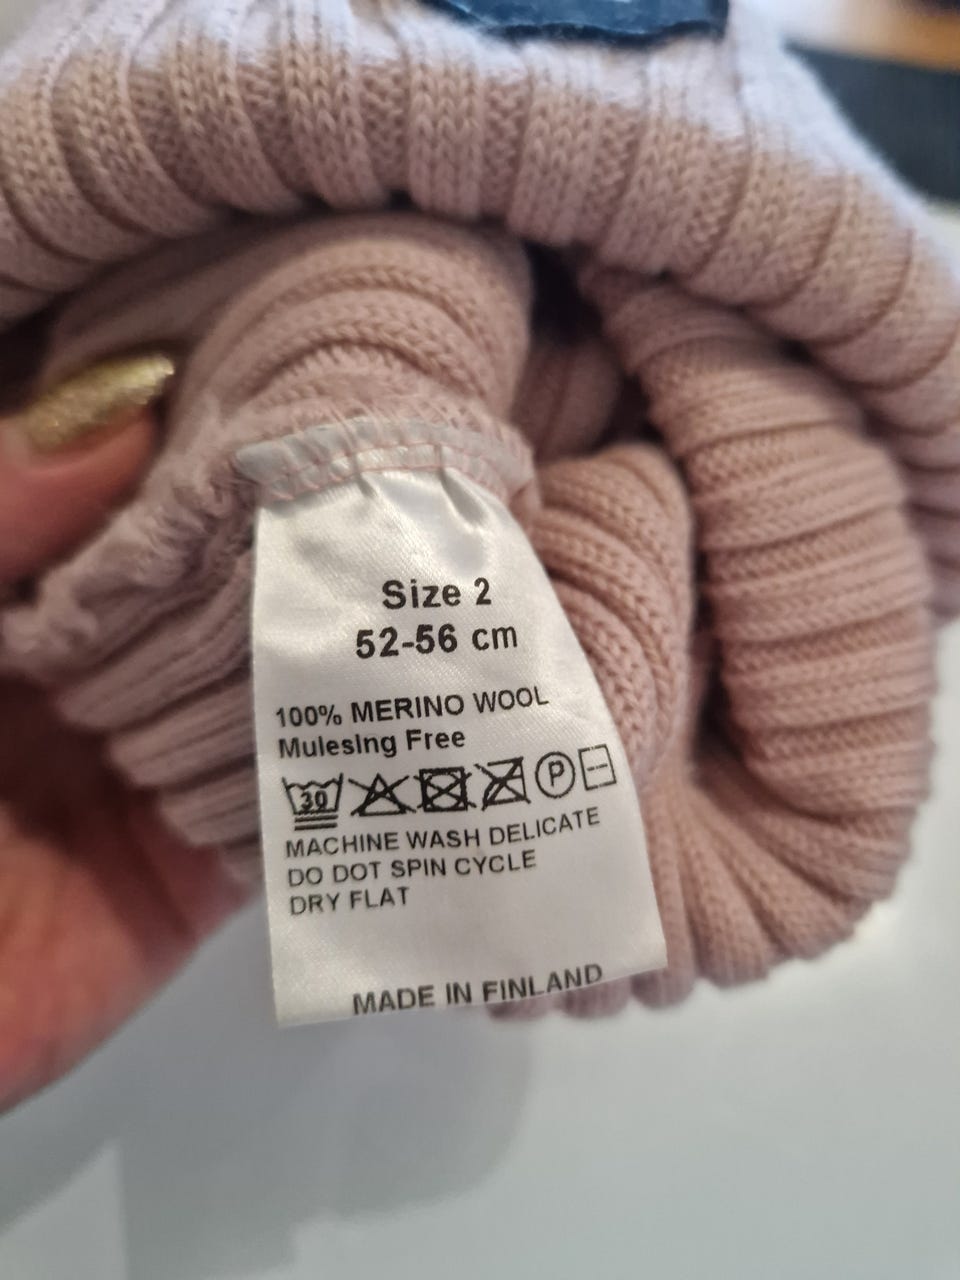 Size 2
52-56 cm
100% MERINO WOOL
Mulesing Free
30 P
MACHINE WASH DELICATE
DO DOT SPIN CYCLE
DRY FLAT
MADE IN FINLAND